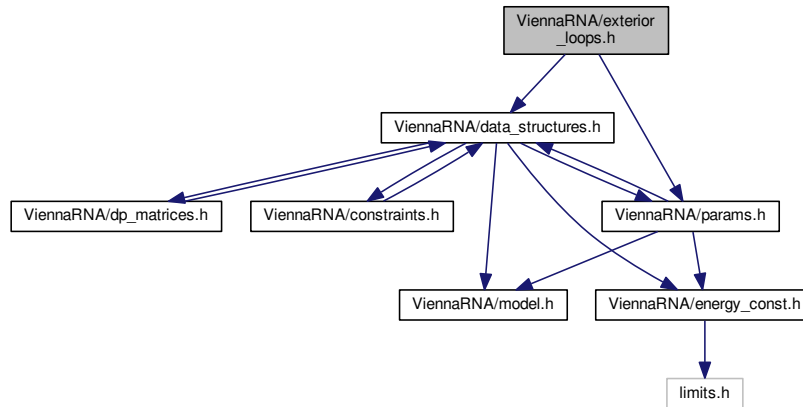 ViennaRNA/exterior
_loops.h
ViennaRNA/data_structures.h
ViennaRNA/dp_matrices.h
ViennaRNA/constraints.h
ViennaRNA/params.h
ViennaRNA/model.h
ViennaRNA/energy_const.h
limits.h